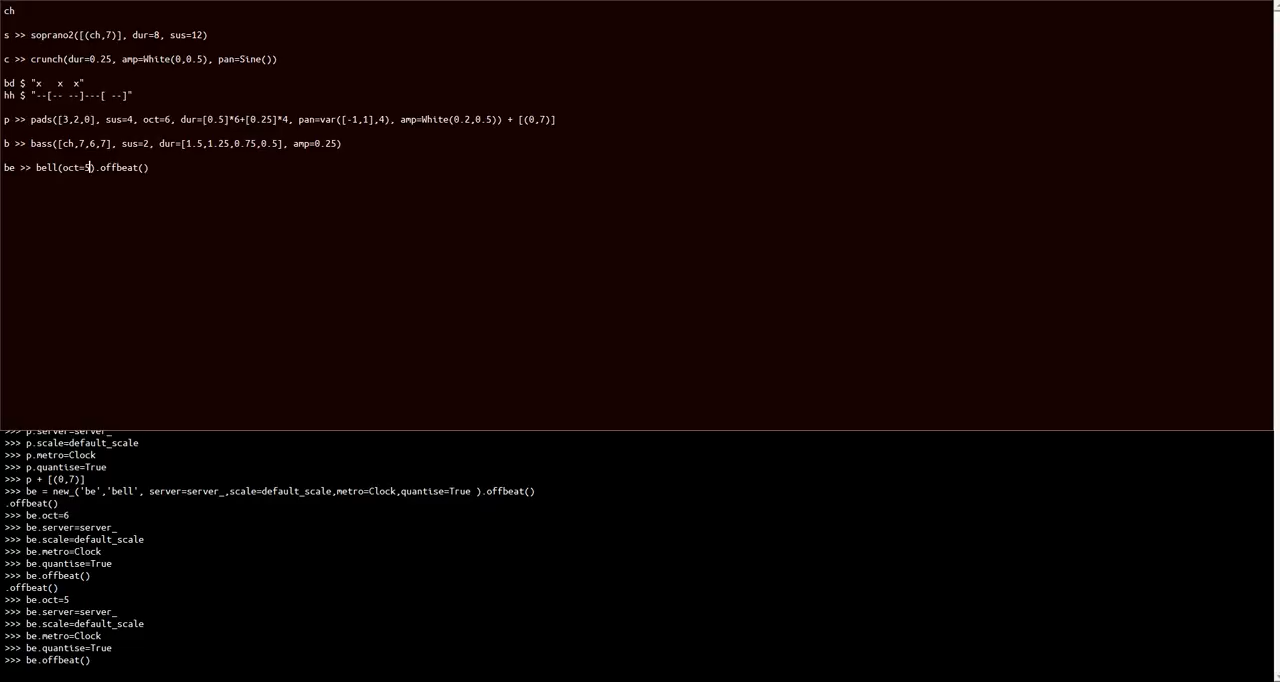 ch
s >> soprano2([(ch,7)], dur=8, sus=12)
c >> crunch(dur=0.25, amp=White(0,0.5), pan=Sine())
bd $ "x   x  x"
hh $ "--[-- --]---[ --]"
p >> pads([3,2,0], sus=4, oct=6, dur=[0.5]*6+[0.25]*4, pan=var([-1,1],4), amp=White(0.2,0.5)) + [(0,7)]
b >> bass([ch,7,6,7], sus=2, dur=[1.5,1.25,0.75,0.5], amp=0.25)
be >> bell(oct=5).offbeat()
>>> p.server=server_
>>> p.scale=default_scale
>>> p.metro=Clock
>>> p.quantise=True
>>> p + [(0,7)]
>>> be = new_('be','bell', server=server_,scale=default_scale,metro=Clock,quantise=True ).offbeat()
.offbeat()
>>> be.oct=6
>>> be.server=server_
>>> be.scale=default_scale
>>> be.metro=Clock
>>> be.quantise=True
>>> be.offbeat()
.offbeat()
>>> be.oct=5
>>> be.server=server_
>>> be.scale=default_scale
>>> be.metro=Clock
>>> be.quantise=True
>>> be.offbeat()